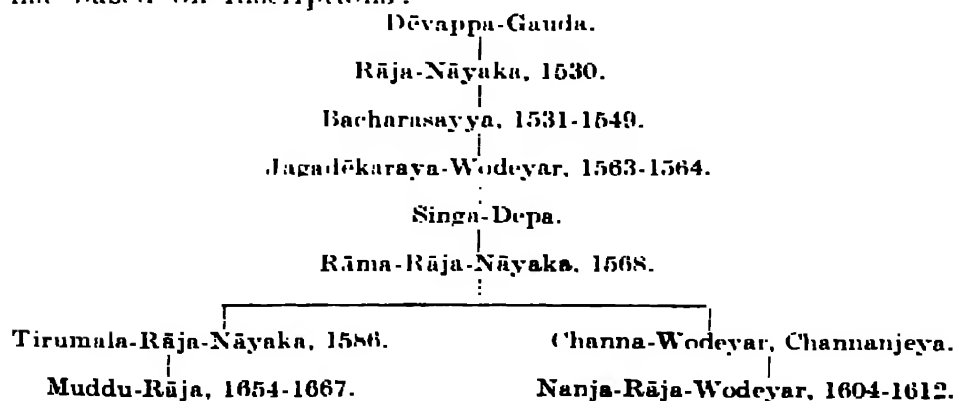 Dēvappa-Gauda.
Rāja-Nāyaka, 1530.
Bacharasayya, 1531-1549.
Jagadēkaraya-Wodeyar, 1563-1564.
Singa-Depa.
Rāma-Rāja-Nāyaka, 1568.
Tirumala-Rāja-Nāyaka, 1586. Channa-Wodeyar, Channanjeya.
Muddu-Rāja, 1654-1667. Nanja-Rāja-Wodeyar, 1604-1612.